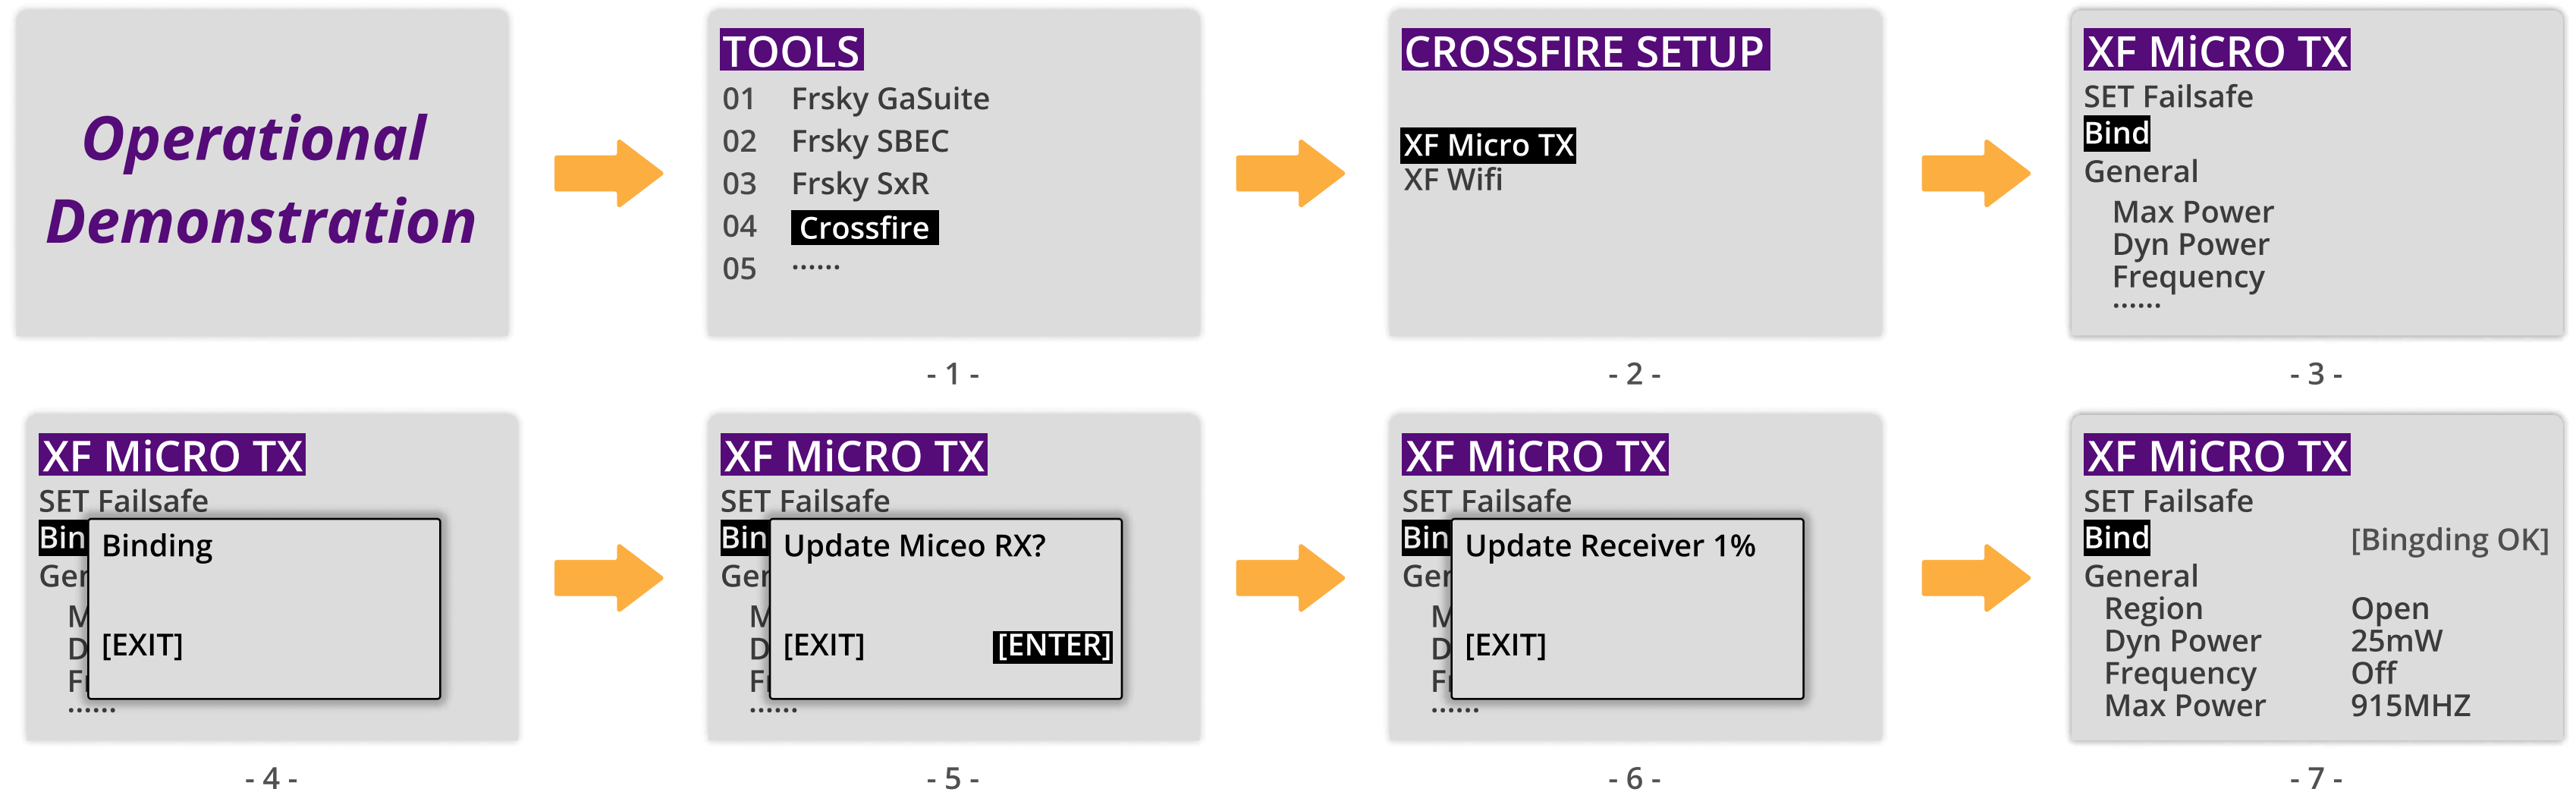 Operational
Demonstration
TOOLS
01 Frsky GaSuite
02 Frsky SBEC
03 Frsky SxR
04 Crossfire
05 ......
- 1 -
CROSSFIRE SETUP
XF Micro TX
XF Wifi
- 2 -
XF MiCRO TX
SET Failsafe
Bind
General
Max Power
Dyn Power
Frequency
......
- 3 -
XF MiCRO TX
SET Failsafe
Bin
Ger
M
D
Fr
......
Binding
[EXIT]
- 4 -
XF MiCRO TX
SET Failsafe
Bin
Ger
M
D
Fr
......
Update Miceo RX?
[EXIT] [ENTER]
- 5 -
XF MiCRO TX
SET Failsafe
Bin
Ger
M
D
Fr
......
Update Receiver 1%
[EXIT]
- 6 -
XF MiCRO TX
SET Failsafe
Bind [Bingding OK]
General
Region Open
Dyn Power 25mW
Frequency Off
Max Power 915MHZ
- 7 -